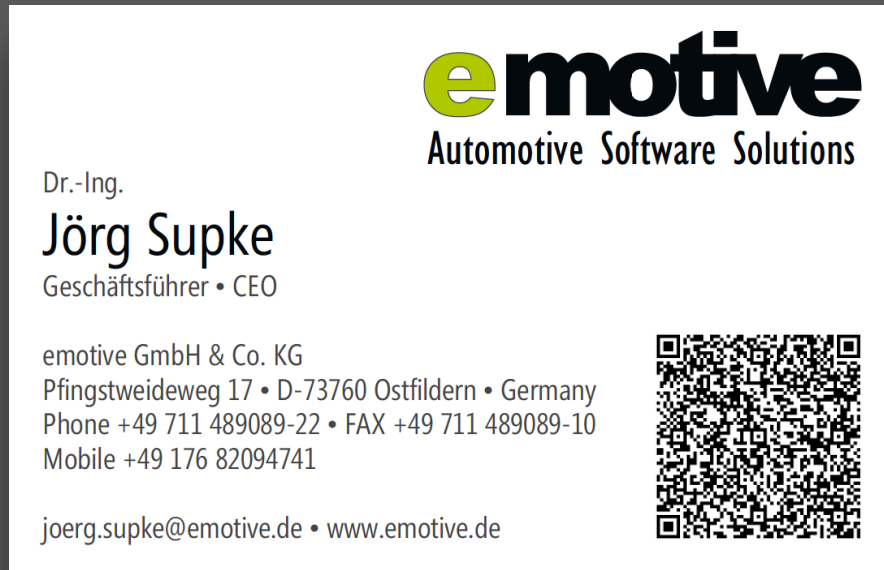 emotive
Automotive Software Solutions
Dr.-Ing.
Jörg Supke
Geschäftsführer • CEO
emotive GmbH & Co. KG
Pfingstweideweg 17 • D-73760 Ostfildern • Germany
Phone +49 711 489089-22 • FAX +49 711 489089-10
Mobile +49 176 82094741
joerg.supke@emotive.de • www.emotive.de